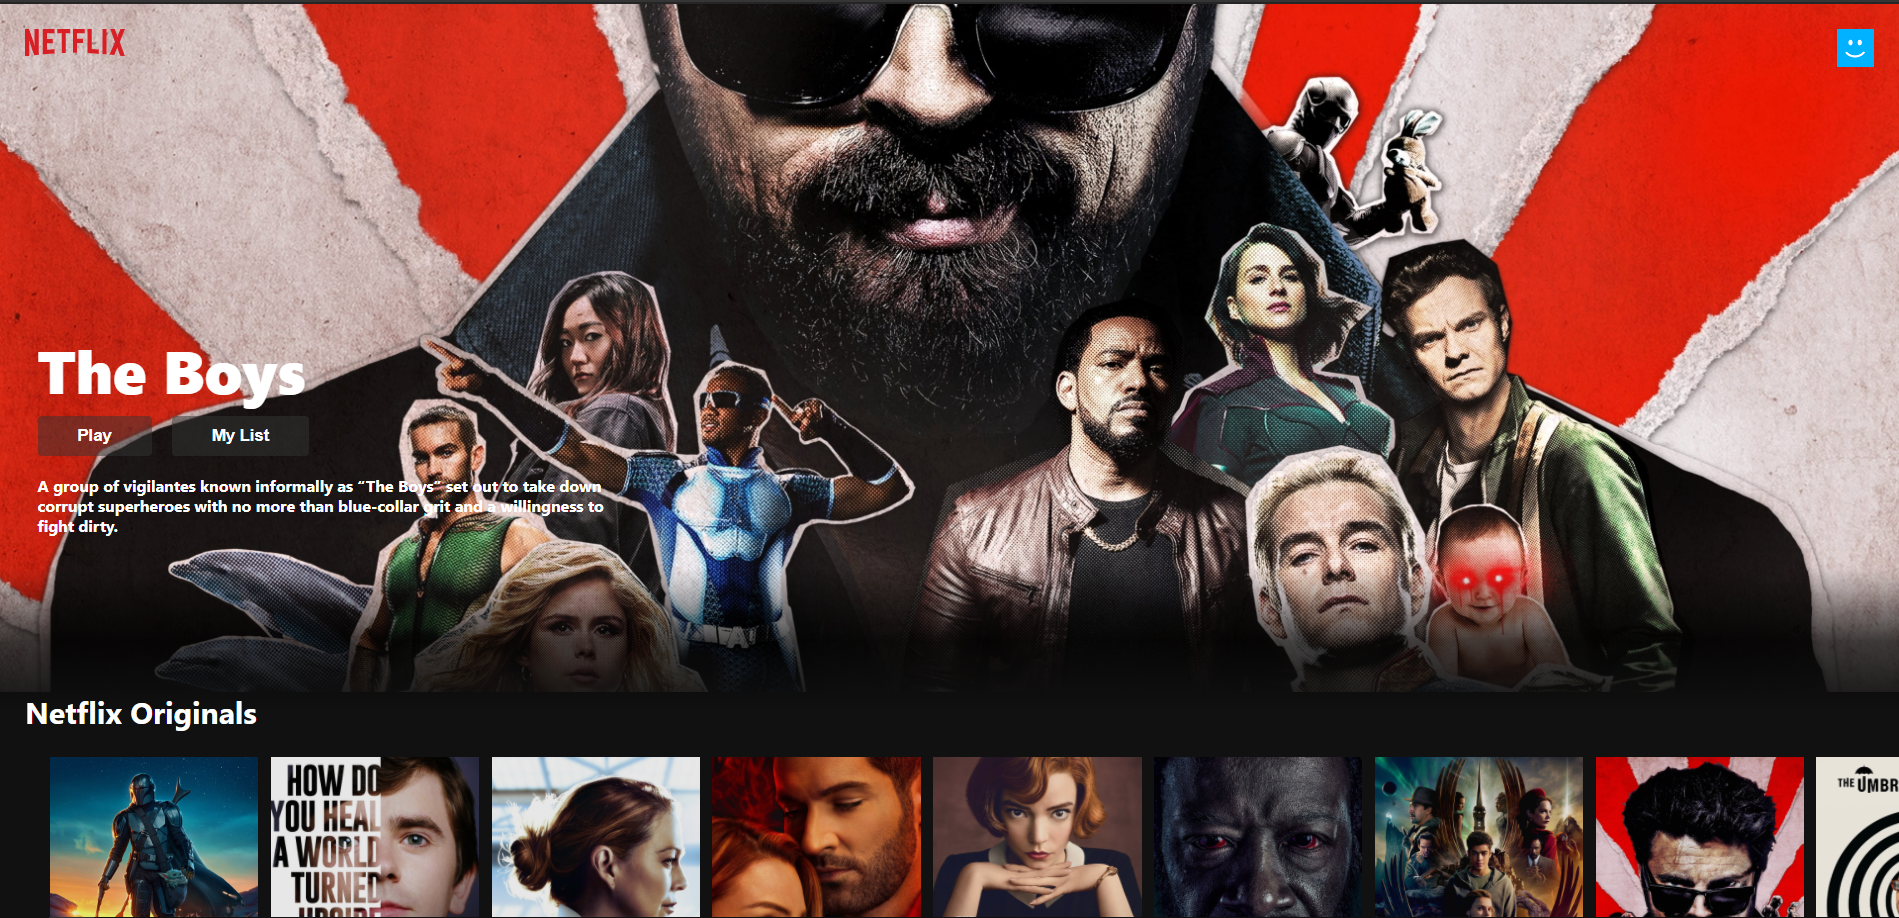 NETFLIX
The Boys
Play
My List
A group of vigilantes known informally as “The Boys” set out to take down
corrupt superheroes with no more than blue-collar grit and a willingness to
fight dirty.
Netflix Originals
HOW DO
YOU HEAL
A WORLD
TURNED
UPSIDE
THE UMBR